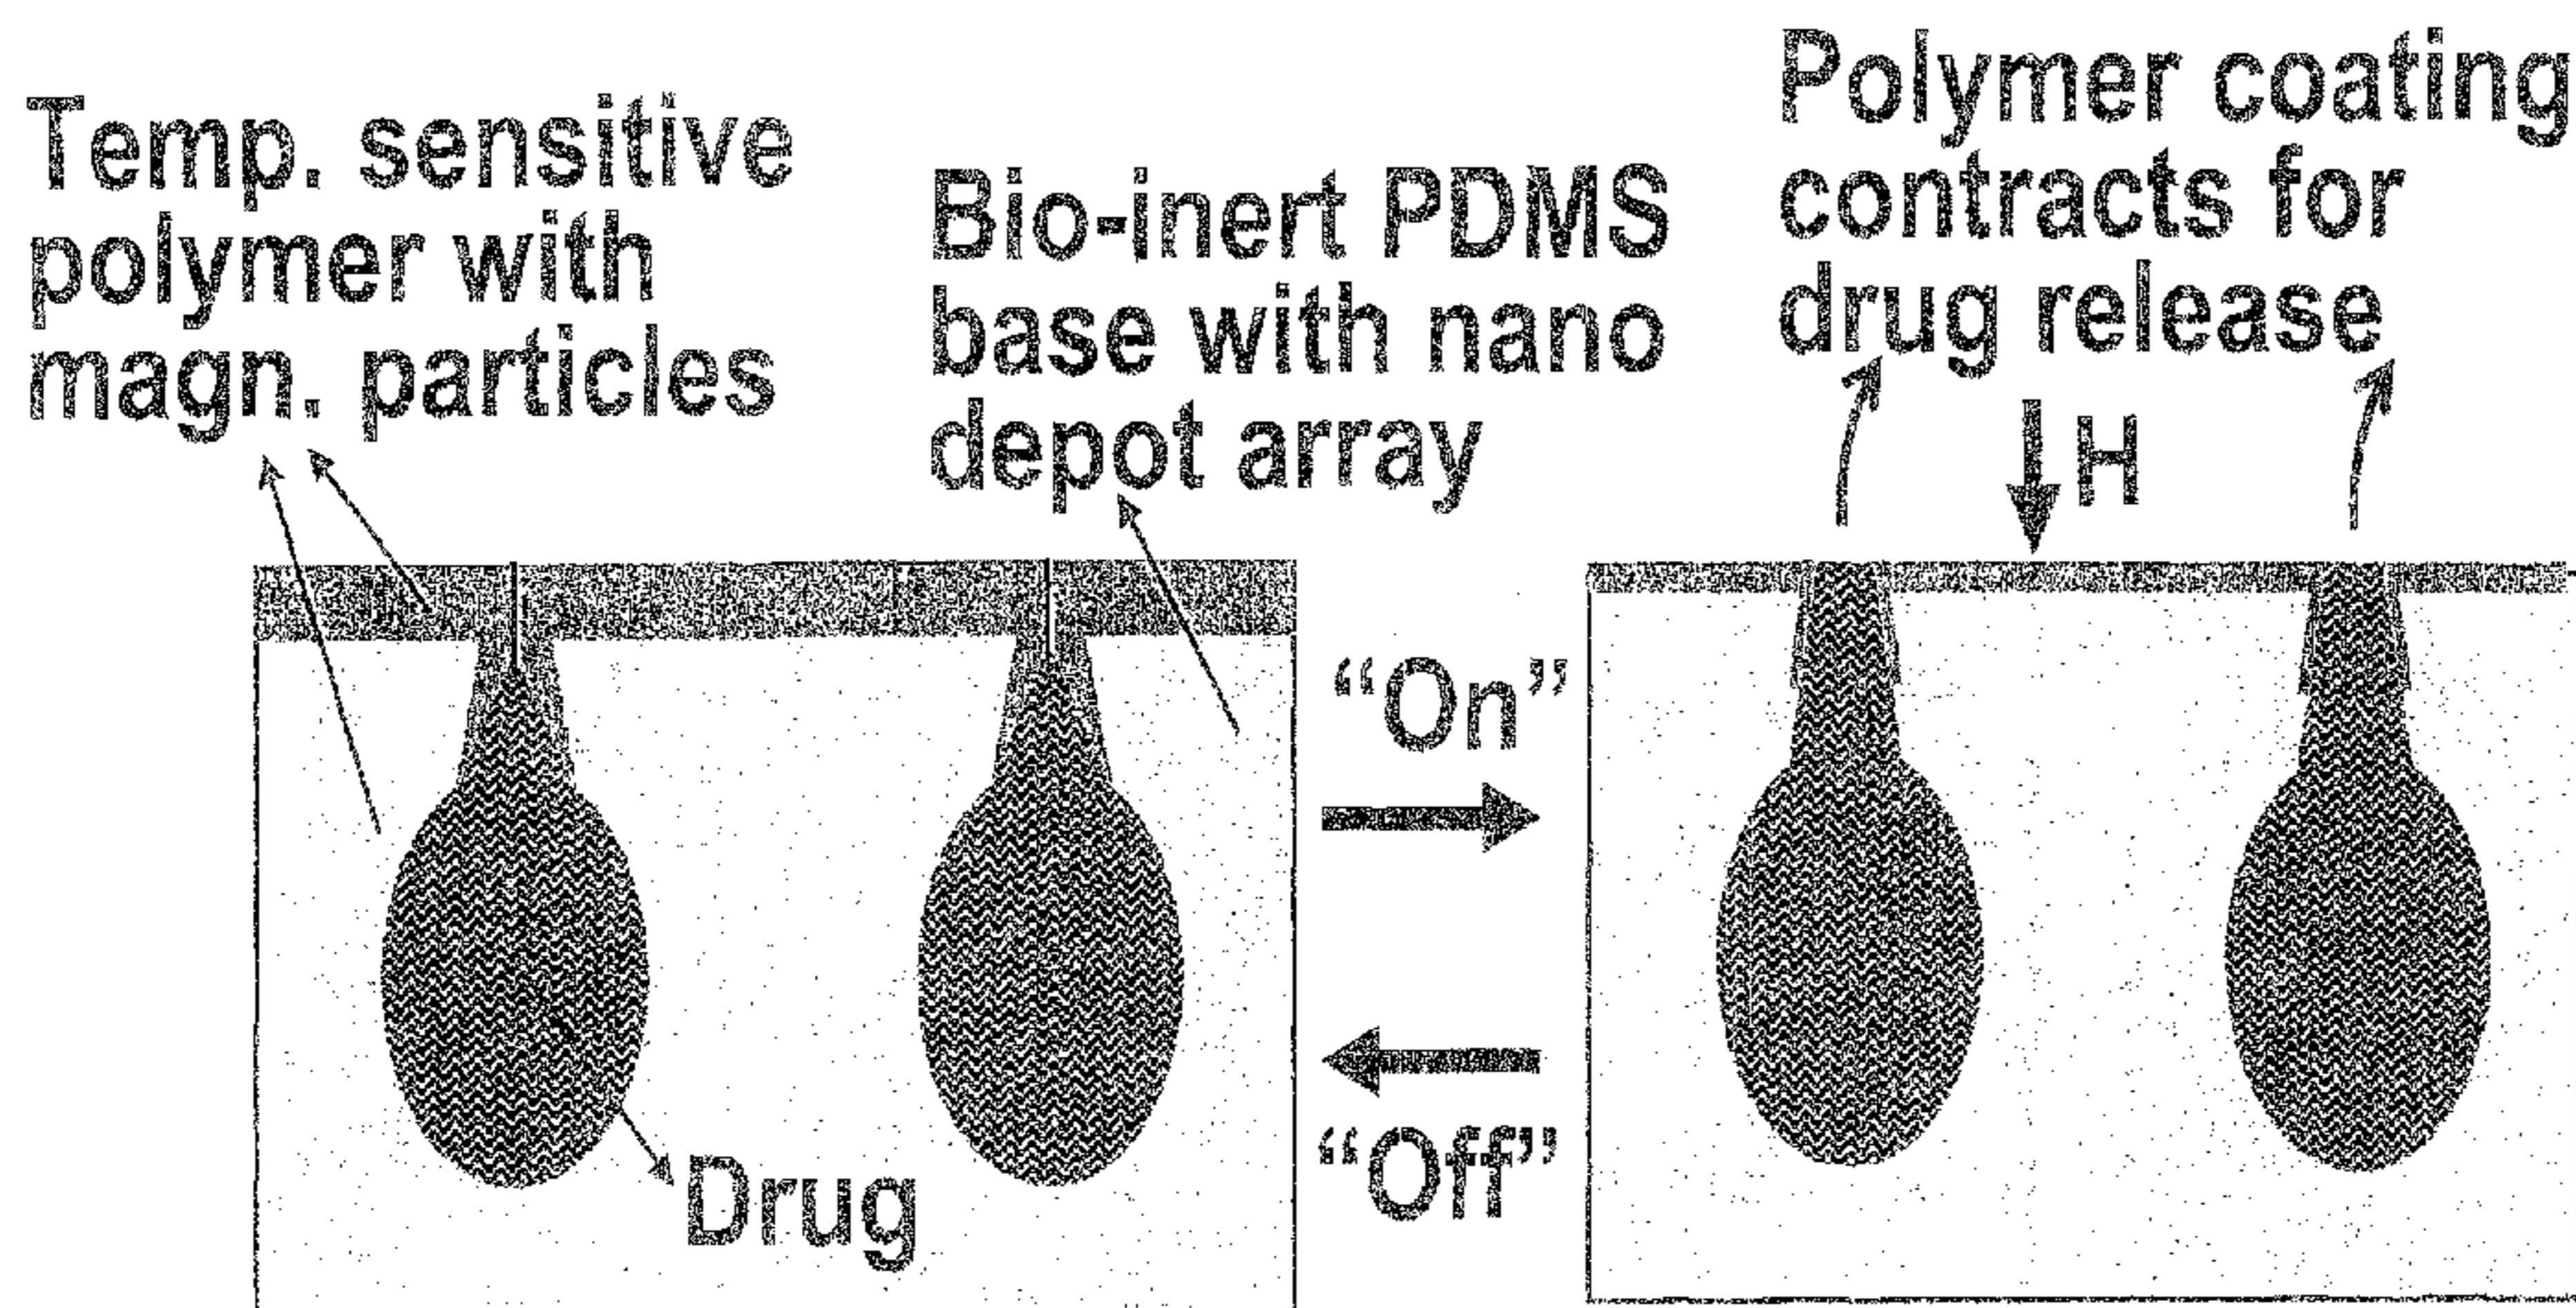 Temp. sensitive
polymer with
magn. particles
Bio-inert PDMS
base with nano
depot array
Polymer coating
contracts for
drug release
H
“On”
“Off”
Drug